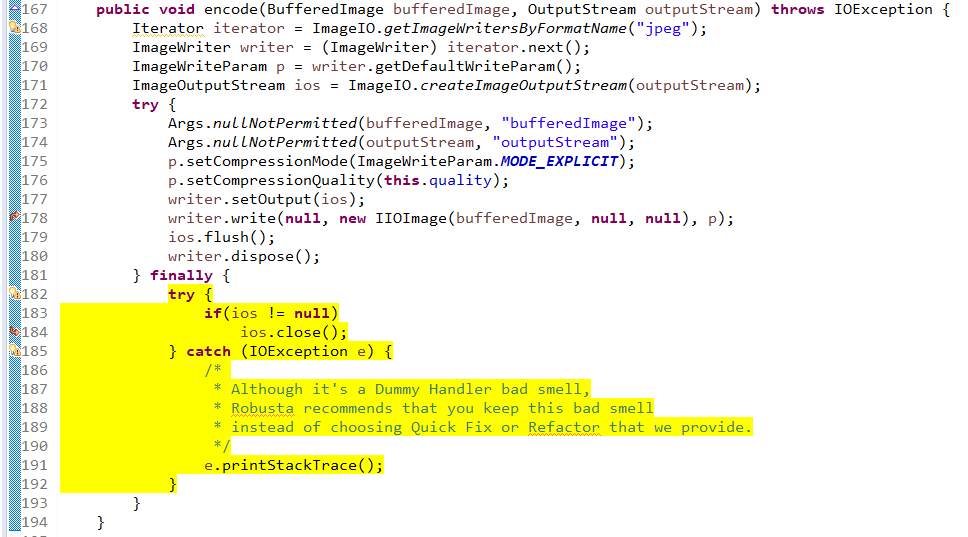 167 public void encode(BufferedImage bufferedImage, OutputStream outputStream) throws IOException {
168 Iterator iterator = ImageIO.getImageWritersByFormatName("jpeg");
169 ImageWriter writer = (ImageWriter) iterator.next();
170 ImageWriteParam p = writer.getDefaultWriteParam();
171 ImageOutputStream ios = ImageIO.createImageOutputStream(outputStream);
172 try {
173 Args.nullNotPermitted(bufferedImage, "bufferedImage");
174 Args.nullNotPermitted(outputStream, "outputStream");
175 p.setCompressionMode(ImageWriteParam.MODE_EXPLICIT);
176 p.setCompressionQuality(this.quality);
177 writer.setOutput(ios);
178 writer.write(null, new IIOImage(bufferedImage, null, null), p);
179 ios.flush();
180 writer.dispose();
181 } finally {
182 try {
183 if(ios != null)
184 ios.close();
185 } catch (IOException e) {
186 /*
187 * Although it's a Dummy Handler bad smell,
188 * Robusta recommends that you keep this bad smell
189 * instead of choosing Quick Fix or Refactor that we provide.
190 */
191 e.printStackTrace();
192 }
193 }
194 }